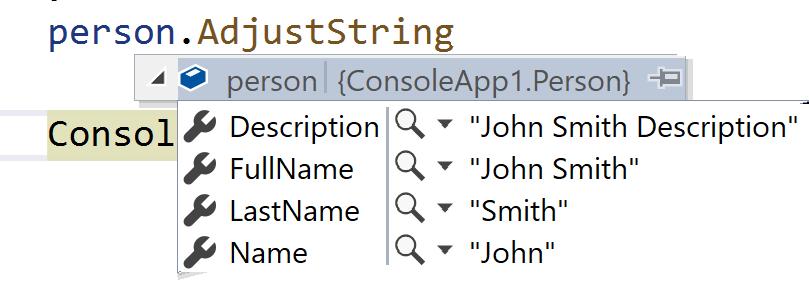 person.AdjustString
person {ConsoleApp1.Person}
Consol
Description "John Smith Description"
FullName "John Smith"
LastName "Smith"
Name "John"